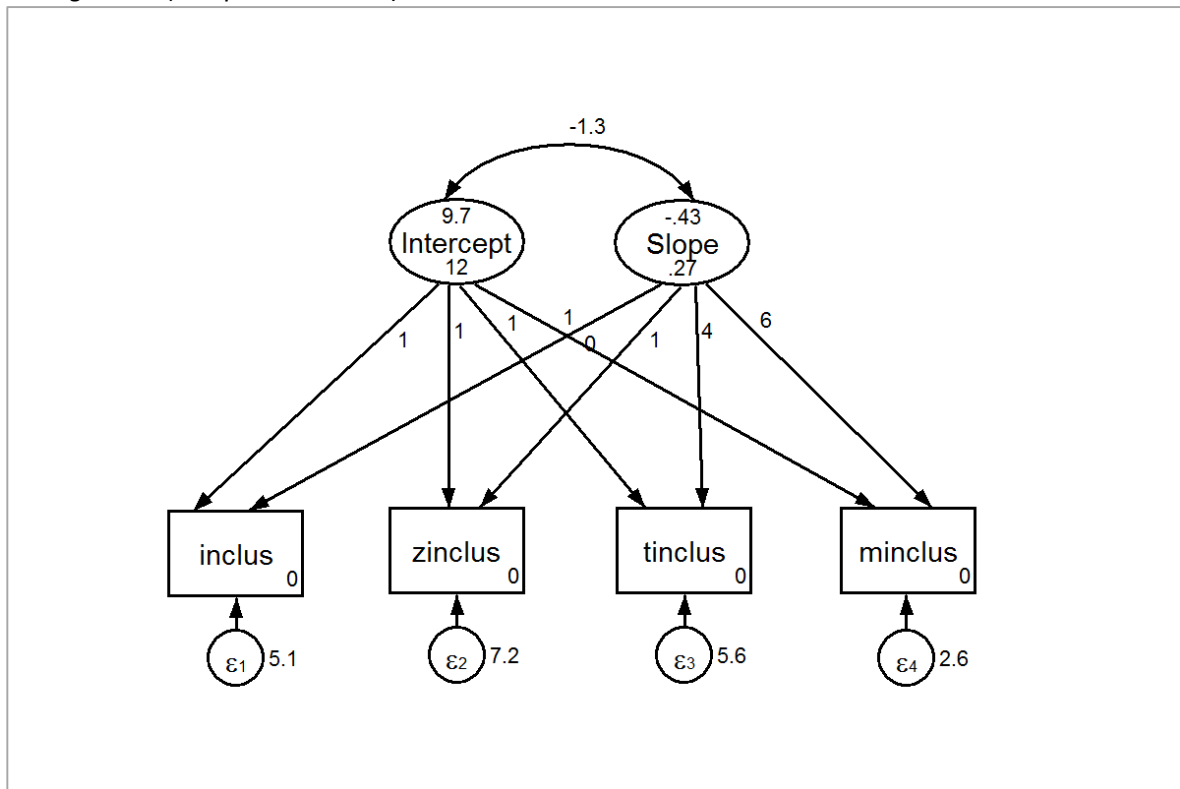 -1.3
9.7
Intercept
12
-.43
Slope
.27
1
1
1
1
0
1
4
6
inclus
0
zinclus
0
tinclus
0
minclus
0
ε1 5.1
ε2 7.2
ε3 5.6
ε4 2.6